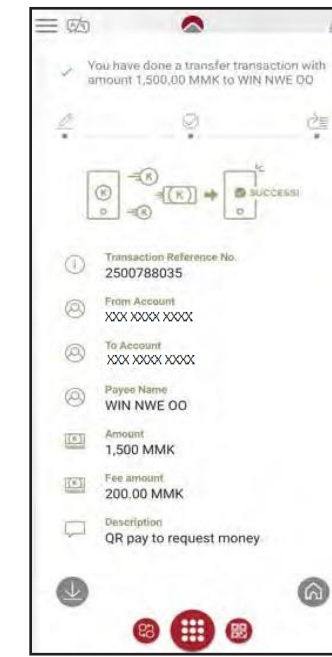 You have done a transfer transaction with
amount 1,500,00 MMK to WIN NWE OO
SUCCESS!
Transaction Reference No.
2500788035
From Account
XXX XXXX XXXX
To Account
XXX XXXX XXXX
Payee Name
WIN NWE OO
Amount
1,500 MMK
Fee amount
200.00 MMK
Description
QR pay to request money